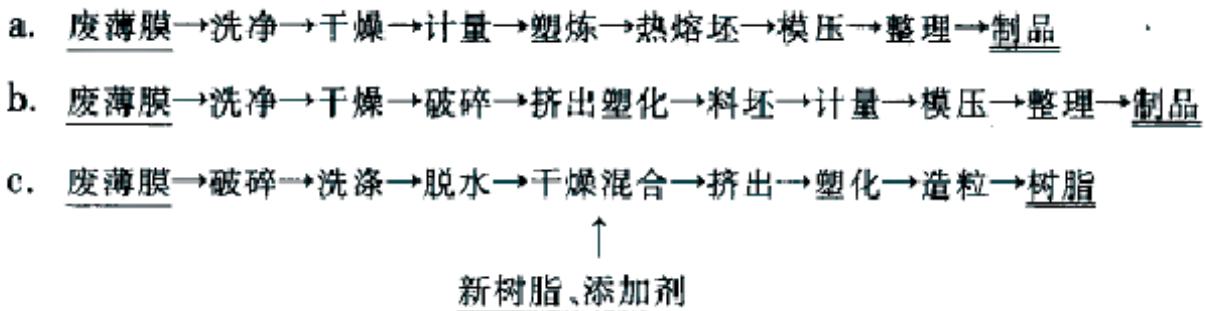 a. 废薄膜→洗净→干燥→计量→塑炼→热熔坯→模压→整理→制品
b. 废薄膜→洗净→干燥→破碎→挤出塑化→料坯→计量→模压→整理→制品
c. 废薄膜→破碎→洗涤→脱水→干燥混合→挤出→塑化→造粒→树脂
↑
新树脂、添加剂